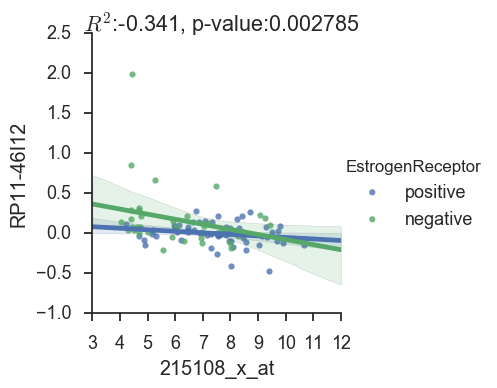 R²:-0.341, p-value:0.002785
2.5
2.0
1.5
1.0
0.5
0.0
−0.5
−1.0
RP11-46I12
3 4 5 6 7 8 9 10 11 12
215108_x_at
EstrogenReceptor
positive
negative